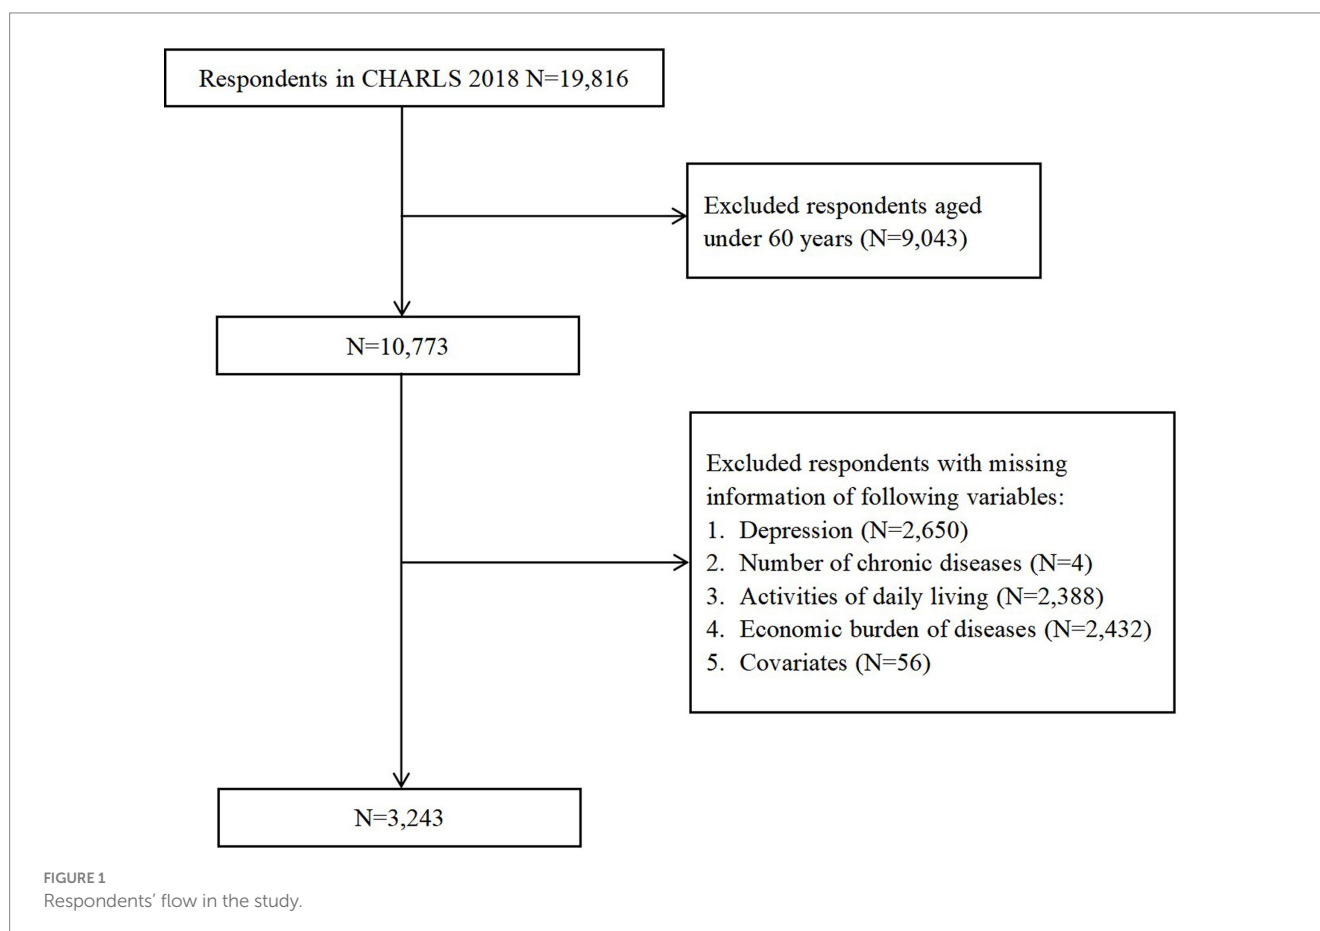 Respondents in CHARLS 2018 N=19,816
Excluded respondents aged
under 60 years (N=9,043)
N=10,773
Excluded respondents with missing
information of following variables:
1. Depression (N=2,650)
2. Number of chronic diseases (N=4)
3. Activities of daily living (N=2,388)
4. Economic burden of diseases (N=2,432)
5. Covariates (N=56)
N=3,243
FIGURE 1
Respondents’ flow in the study.